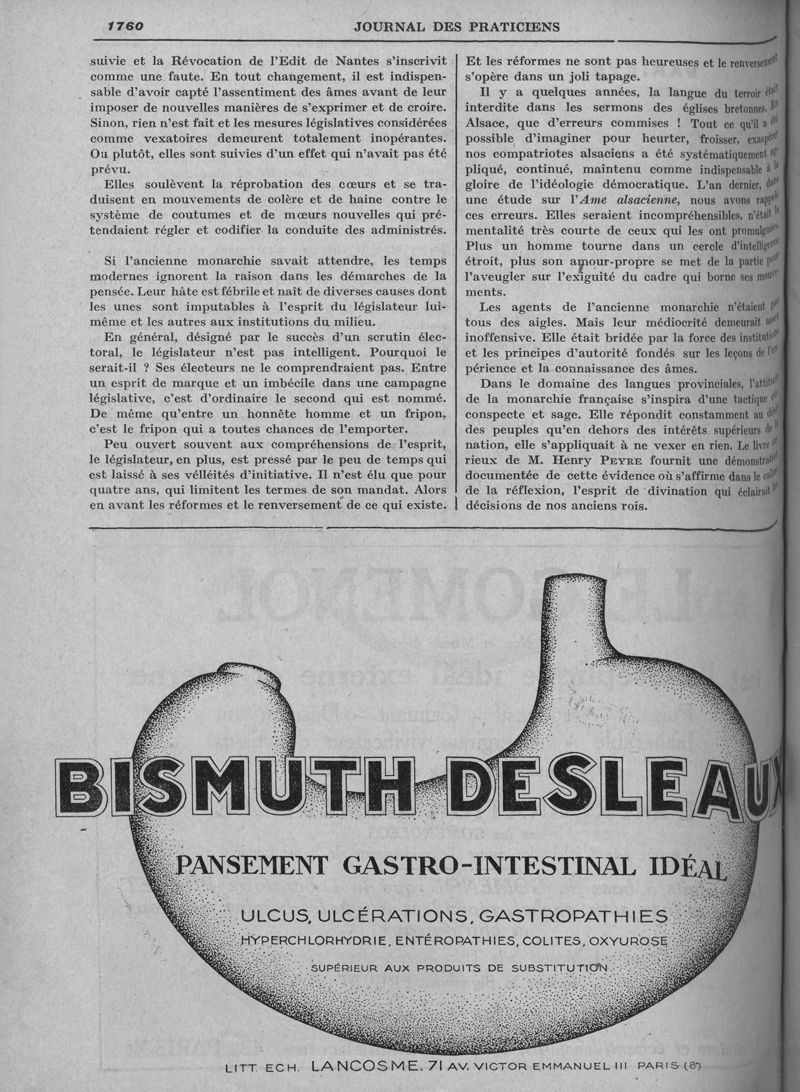 1760
JOURNAL DES PRATICIENS
suivie et la Révocation de l'Edit de Nantes s'inscrivit
comme une faute. En tout changement, il est indispen-
sable d'avoir capté l'assentiment des âmes avant de leur
imposer de nouvelles manières de s'exprimer et de croire.
Sinon, rien n'est fait et les mesures législatives considérées
comme vexatoires demeurent totalement inopérantes.
Ou plutôt, elles sont suivies d'un effet qui n'avait pas été
prévu.
Elles soulèvent la réprobation des cœurs et se tra-
duisent en mouvements de colère et de haine contre le
système de coutumes et de mœurs nouvelles qui pré-
tendaient régler et codifier la conduite des administrés.
Si l'ancienne monarchie savait attendre, les temps
modernes ignorent la raison dans les démarches de la
pensée. Leur hâte est fébrile et naît de diverses causes dont
les unes sont imputables à l'esprit du législateur lui-
même et les autres aux institutions du milieu.
En général, désigné par le succès d'un scrutin élec-
toral, le législateur n'est pas intelligent. Pourquoi le
serait-il ? Ses électeurs ne le comprendraient pas. Entre
un esprit de marque et un imbécile dans une campagne
législative, c'est d'ordinaire le second qui est nommé.
De même qu'entre un honnête homme et un fripon,
c'est le fripon qui a toutes chances de l'emporter.
Peu ouvert souvent aux compréhensions de l'esprit,
le législateur, en plus, est pressé par le peu de temps qui
est laissé à ses vélléités d'initiative. Il n'est élu que pour
quatre ans, qui limitent les termes de son mandat. Alors
en avant les réformes et le renversement de ce qui existe.
Et les réformes ne sont pas heureuses et le renversement
s'opère dans un joli tapage.
Il y a quelques années, la langue du terroir était
interdite dans les sermons des églises bretonnes. En
Alsace, que d'erreurs commises ! Tout ce qu'il a été
possible d'imaginer pour heurter, froisser, exaspérer
nos compatriotes alsaciens a été systématiquement ap-
pliqué, continué, maintenu comme indispensable à la
gloire de l'idéologie démocratique. L'an dernier, dans
une étude sur l'Ame alsacienne, nous avons rappelé
ces erreurs. Elles seraient incompréhensibles, n'était la
mentalité très courte de ceux qui les ont promulguées.
Plus un homme tourne dans un cercle d'intelligence
étroit, plus son amour-propre se met de la partie pour
l'aveugler sur l'exiguité du cadre qui borne ses mouve-
ments.
Les agents de l'ancienne monarchie n'étaient pas
tous des aigles. Mais leur médiocrité demeurait assez
inoffensive. Elle était bridée par la force des institutions
et les principes d'autorité fondés sur les leçons de l'ex-
périence et la connaissance des âmes.
Dans le domaine des langues provinciales, l'attitude
de la monarchie française s'inspira d'une tactique cir-
conspecte et sage. Elle répondit constamment au désir
des peuples qu'en dehors des intérêts supérieurs de la
nation, elle s'appliquait à ne vexer en rien. Le livre cu-
rieux de M. Henry PEYRE fournit une démonstration
documentée de cette évidence où s'affirme dans le calme
de la réflexion, l'esprit de divination qui éclairait les
décisions de nos anciens rois.
BISMUTH DESLEAUX
PANSEMENT GASTRO-INTESTINAL IDÉAL
ULCUS, ULCÉRATIONS, GASTROPATHIES
HYPERCHLORHYDRIE, ENTÉROPATHIES, COLITES, OXYUROSE
SUPÉRIEUR AUX PRODUITS DE SUBSTITUTION
LITT. ECH. LANCOSME. 71 AV. VICTOR EMMANUEL III PARIS (8e)